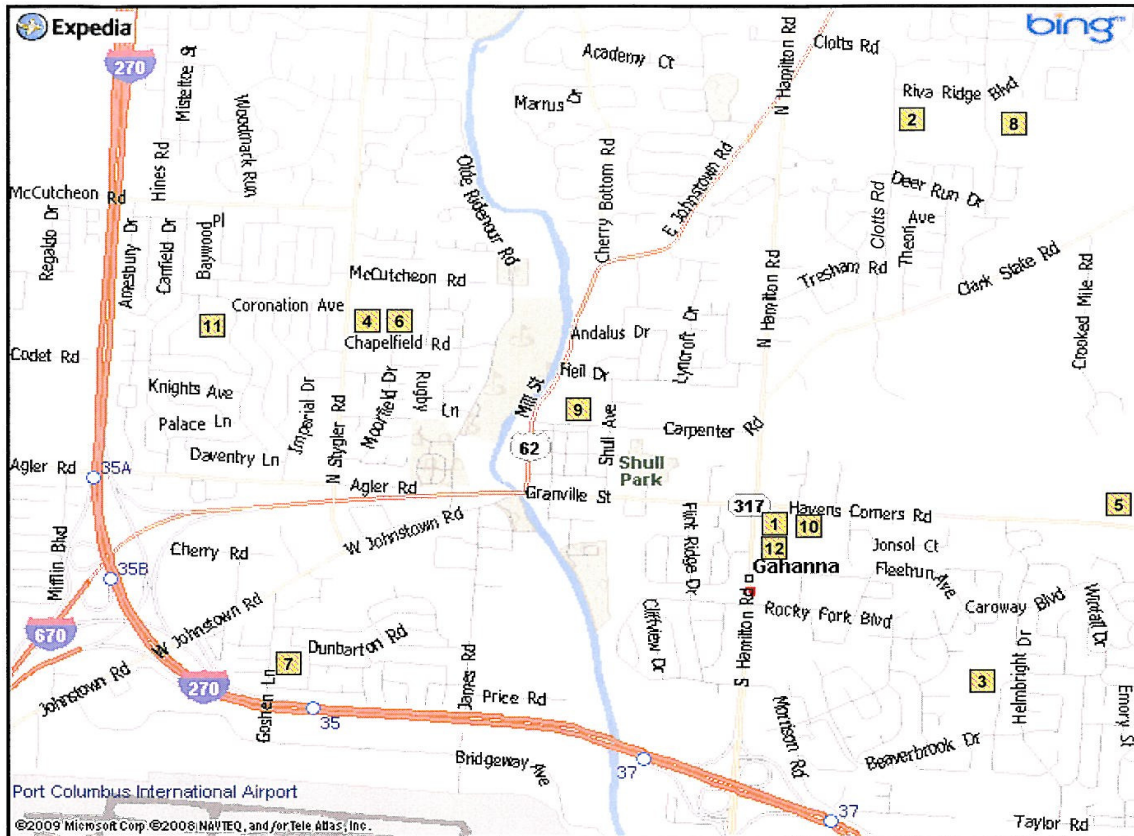 Expedia
bing
270
Mistletoe St
Woodmark Run
Hines Rd
McCutcheon Rd
Regaldo Dr
Amesbury Dr
Canfield Dr
Baywood Pl
Academy Ct
Marrus Dr
Olde Ridenour Rd
Cherry Bottom Rd
E Johnstown Rd
N Hamilton Rd
Clotts Rd
Riva Ridge Blvd
2
8
Deer Run Dr
Clotts Rd
Theori Ave
Tresham Rd
Clark State Rd
Crooked Mile Rd
N Hamilton Rd
McCutcheon Rd
Coronation Ave
11
4
6
Chapelfield Rd
Andalus Dr
Lyncroft Dr
Codet Rd
Knights Ave
Palace Ln
Daventry Ln
Imperial Dr
N Stygler Rd
Moorfield Dr
Rugby Ln
Mill St
Heil Dr
9
Shull Ave
Carpenter Rd
62
Shull Park
Agler Rd
35A
Agler Rd
Granville St
317
Havens Corners Rd
5
1
10
12
Jonsol Ct
Gahanna
Fleetrun Ave
Flint Ridge Dr
Mifflin Blvd
Cherry Rd
W Johnstown Rd
35B
Caroway Blvd
Windfall Dr
Rocky Fork Blvd
Cliffview Dr
S Hamilton Rd
Helmbright Dr
670
W Johnstown Rd
Dunbarton Rd
7
3
Johnstown Rd
270
Goshen Ln
James Rd
Price Rd
35
Morrison Rd
Emory St
Beaverbrook Dr
Bridgeway Ave
37
37
Port Columbus International Airport
Taylor Rd
©2009 Microsoft Corp ©2008 NAVTEQ, and/or Tele Atlas, Inc.